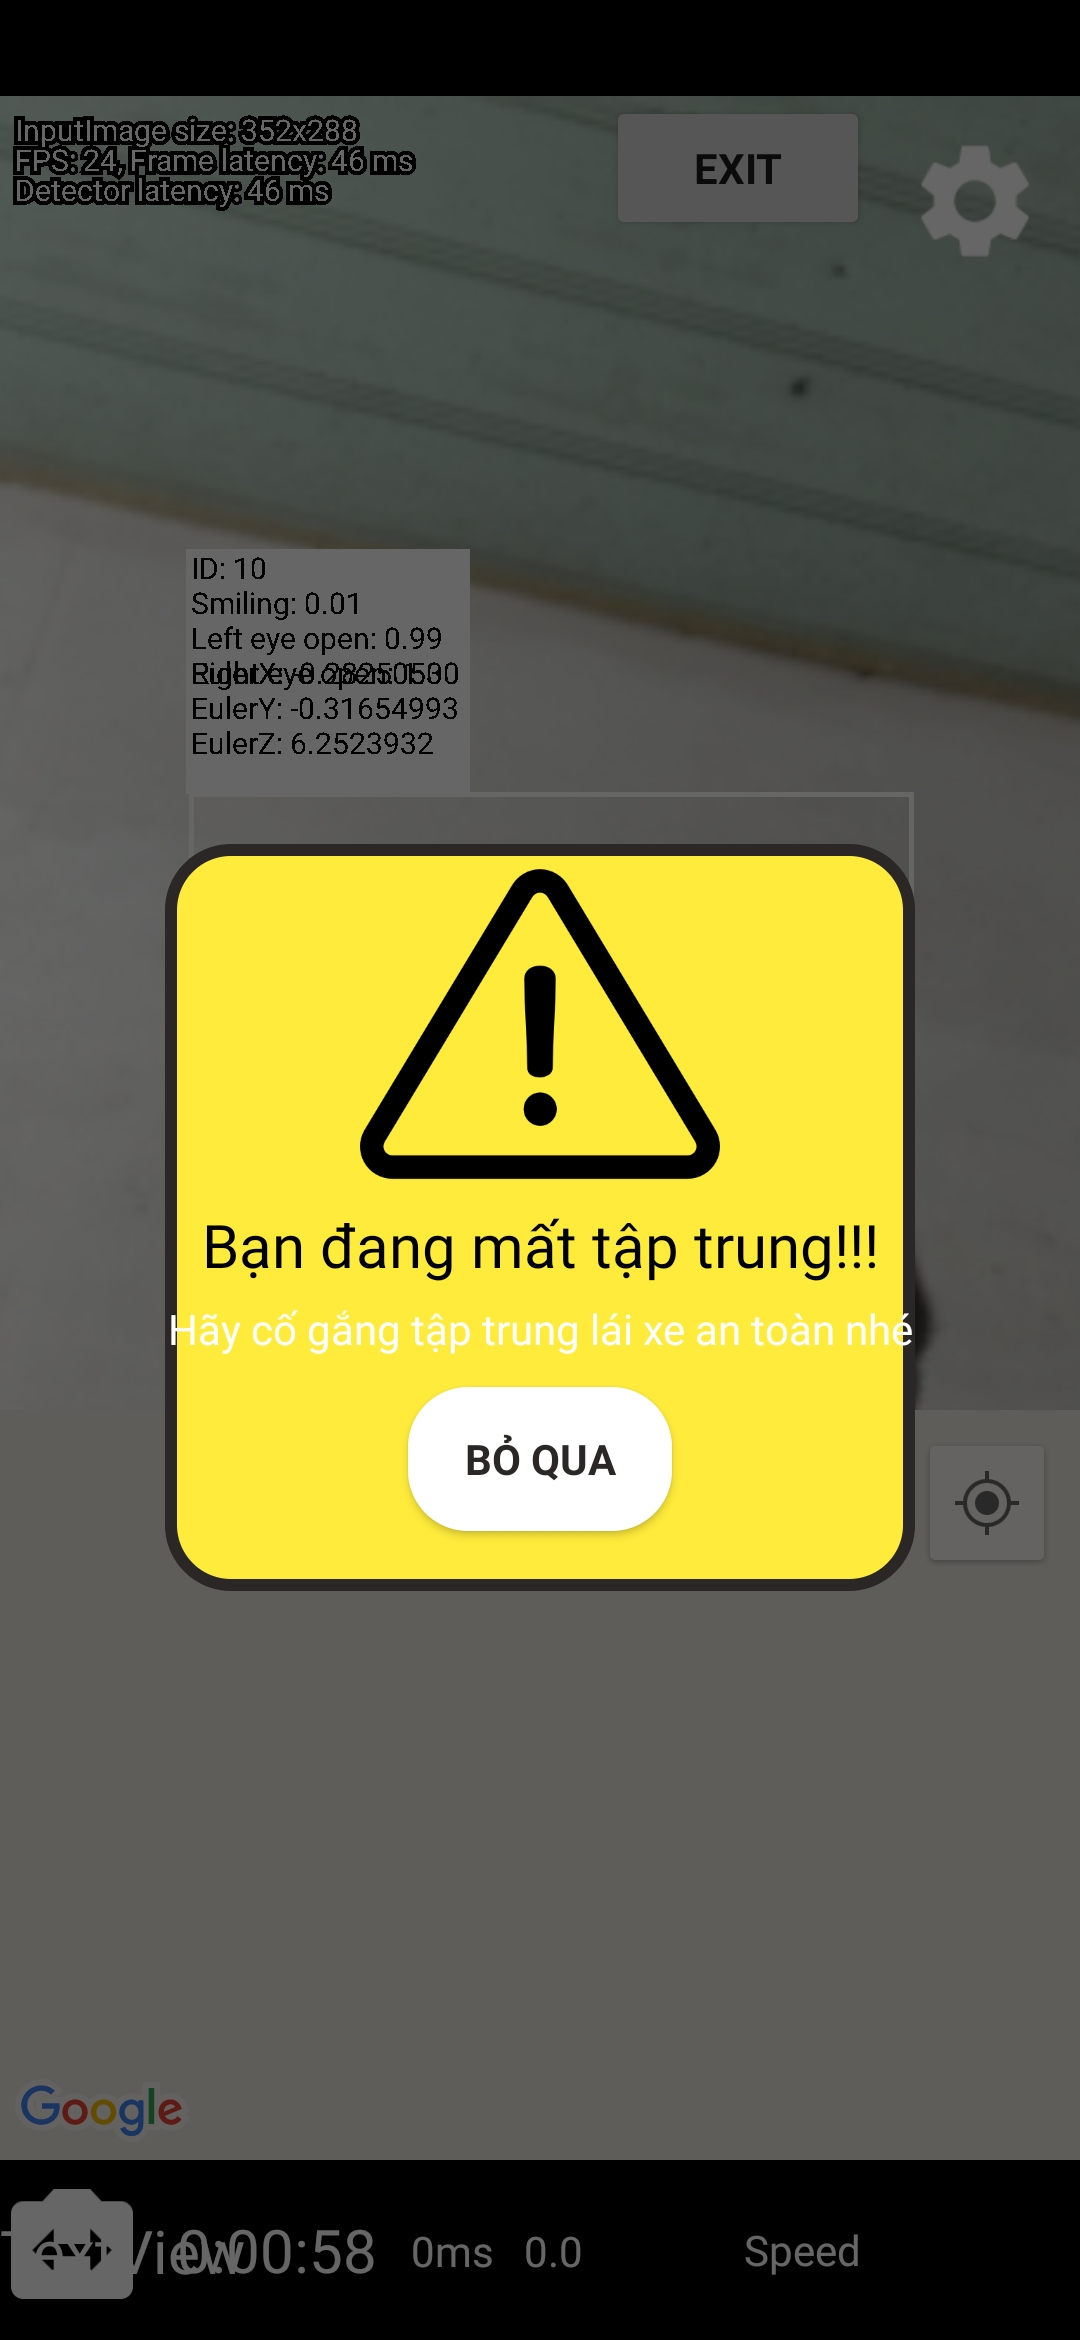 InputImage size: 352x288
FPS: 24, Frame latency: 46 ms
Detector latency: 46 ms
EXIT
ID: 10
Smiling: 0.01
Left eye open: 0.99
EulerY: -0.31654993
EulerZ: 6.2523932
Bạn đang mất tập trung!!!
Hãy cố gắng tập trung lái xe an toàn nhé
BỎ QUA
Google
0:00:58 0ms 0.0 Speed